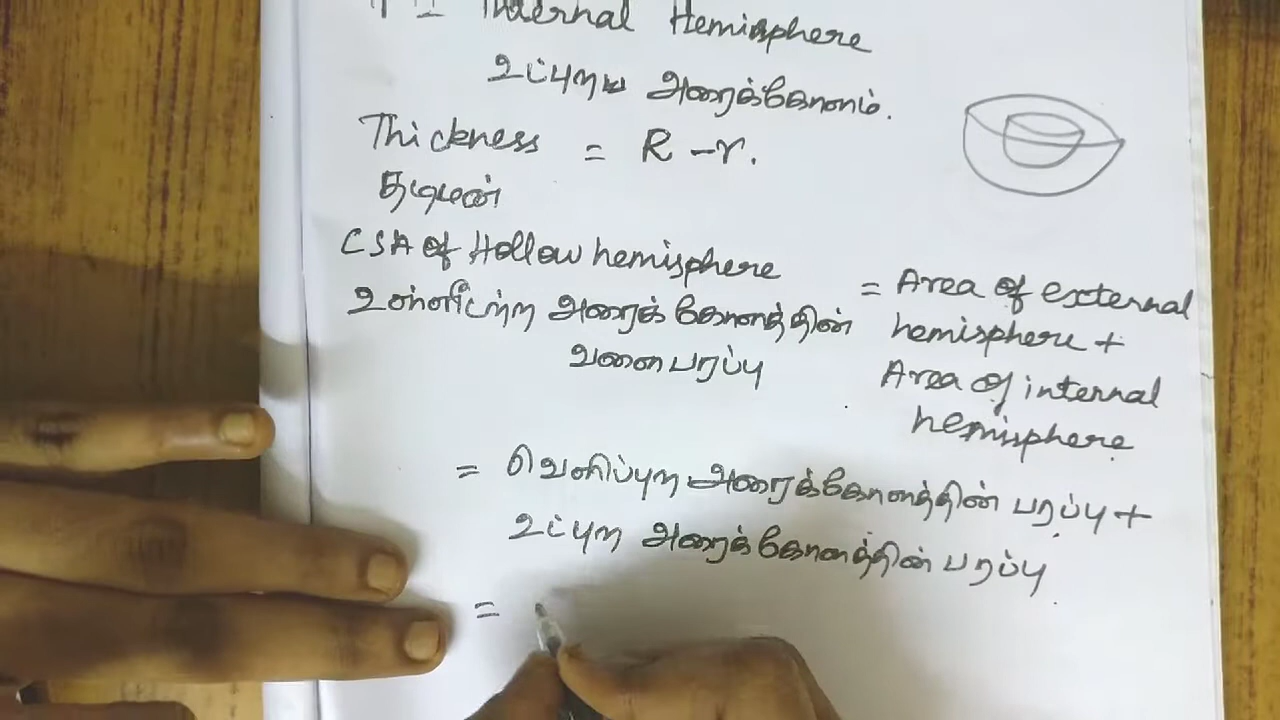 Internal Hemisphere
உட்புற அரைக்கோளம்.
Thickness = R - r.
தடிமன்
CSA of Hollow hemisphere = Area of external
உள்ளீடற்ற அரைக் கோளத்தின் hemisphere +
வளைபரப்பு Area of internal
hemisphere
= வெளிப்புற அரைக்கோளத்தின் பரப்பு +
உட்புற அரைக்கோளத்தின் பரப்பு
=